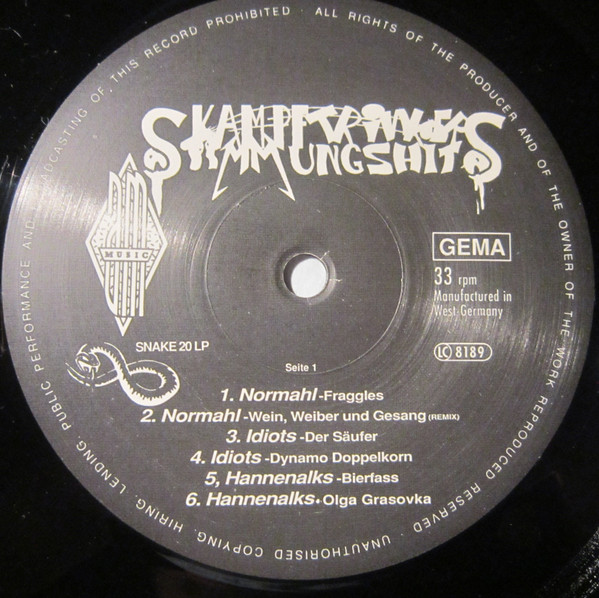 UNAUTHORISED COPYING. HIRING. LENDING. PUBLIC PERFORMANCE AND BROADCASTING OF THIS RECORD PROHIBITED · ALL RIGHTS OF THE PRODUCER AND OF THE OWNER OF THE WORK REPRODUCED RESERVED ·
KAMPFTRINKER
STIMMUNGSHITS
MUSIC
GEMA
33 rpm
Manufactured in
West Germany
LC 8189
SNAKE 20 LP
Seite 1
1. Normahl-Fraggles
2. Normahl-Wein, Weiber und Gesang (REMIX)
3. Idiots-Der Säufer
4. Idiots-Dynamo Doppelkorn
5, Hannenalks-Bierfass
6. Hannenalks-Olga Grasovka